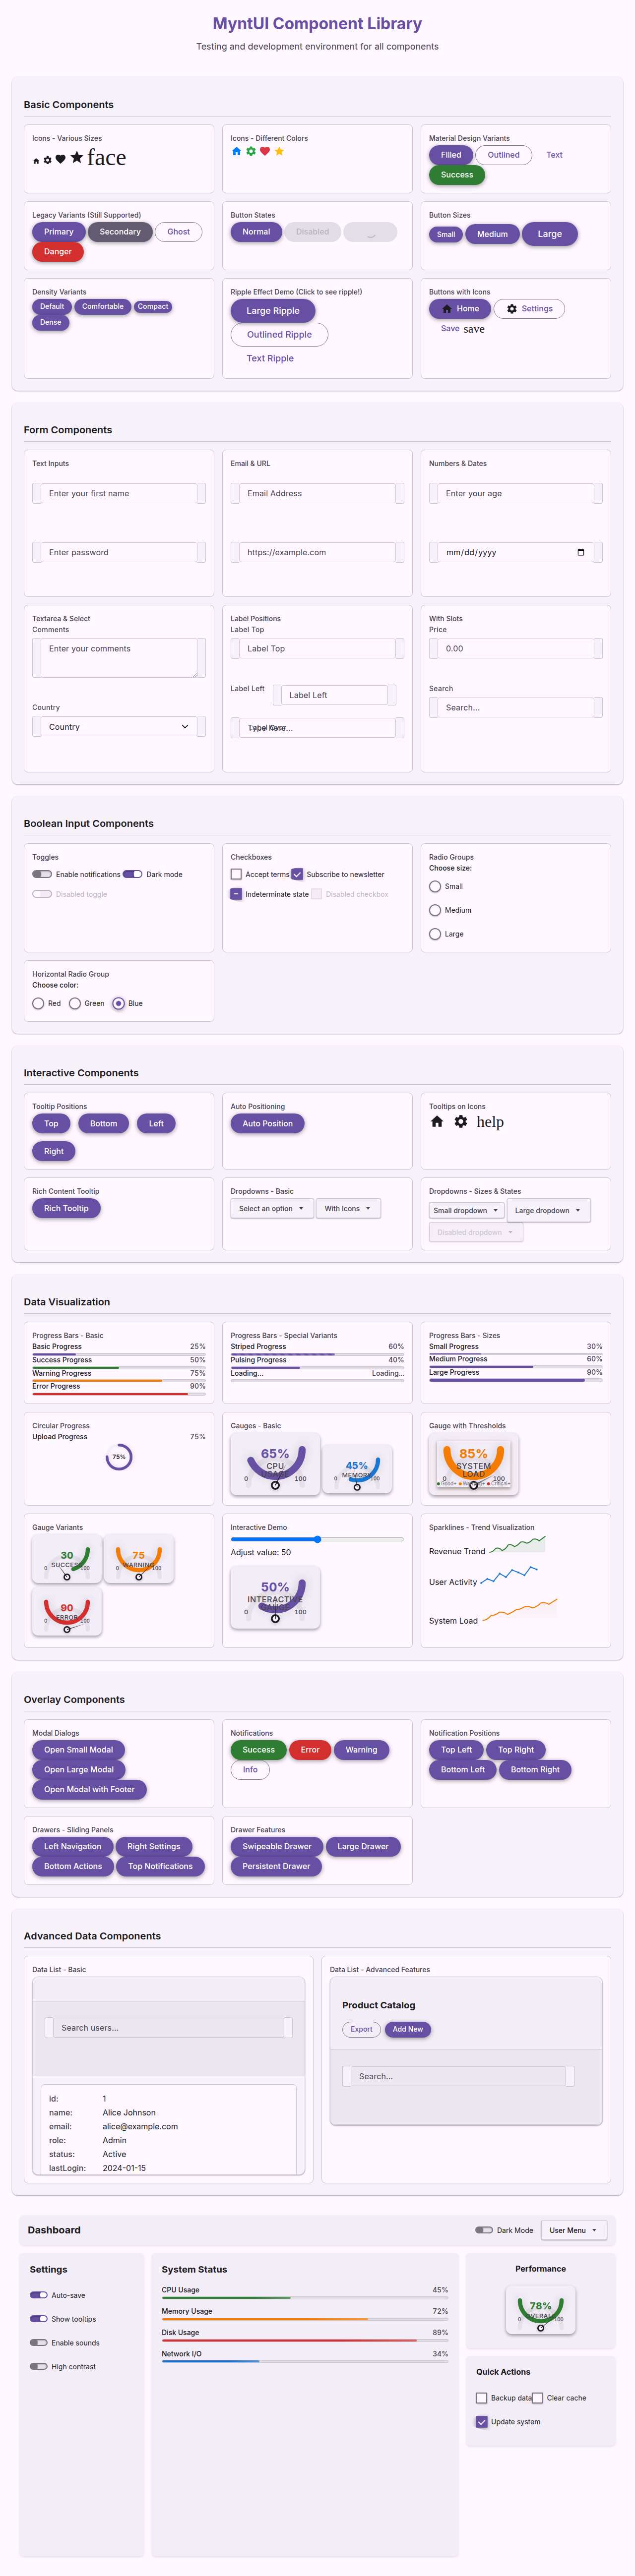 MyntUI Component Library
Testing and development environment for all components
Basic Components
Icons - Various Sizes
face
Icons - Different Colors
Material Design Variants
Filled
Outlined
Text
Success
Legacy Variants (Still Supported)
Primary
Secondary
Ghost
Danger
Button States
Normal
Disabled
Button Sizes
Small
Medium
Large
Density Variants
Default
Comfortable
Compact
Dense
Ripple Effect Demo (Click to see ripple!)
Large Ripple
Outlined Ripple
Text Ripple
Buttons with Icons
Home
Settings
Save save
Form Components
Text Inputs
Enter your first name
Enter password
Email & URL
Email Address
https://example.com
Numbers & Dates
Enter your age
mm/dd/yyyy
Textarea & Select
Comments
Enter your comments
Country
Country
Label Positions
Label Top
Label Top
Label Left
Label Left
Type here...
With Slots
Price
0.00
Search
Search...
Boolean Input Components
Toggles
Enable notifications
Dark mode
Disabled toggle
Checkboxes
Accept terms
Subscribe to newsletter
Indeterminate state
Disabled checkbox
Radio Groups
Choose size:
Small
Medium
Large
Horizontal Radio Group
Choose color:
Red
Green
Blue
Interactive Components
Tooltip Positions
Top
Bottom
Left
Right
Auto Positioning
Auto Position
Tooltips on Icons
help
Rich Content Tooltip
Rich Tooltip
Dropdowns - Basic
Select an option
With Icons
Dropdowns - Sizes & States
Small dropdown
Large dropdown
Disabled dropdown
Data Visualization
Progress Bars - Basic
Basic Progress 25%
Success Progress 50%
Warning Progress 75%
Error Progress 90%
Progress Bars - Special Variants
Striped Progress 60%
Pulsing Progress 40%
Loading... Loading...
Progress Bars - Sizes
Small Progress 30%
Medium Progress 60%
Large Progress 90%
Circular Progress
Upload Progress 75%
75%
Gauges - Basic
65%
CPU
USAGE
0 100
45%
MEMORY
0 100
Gauge with Thresholds
85%
SYSTEM
LOAD
0 100
Gauge Variants
30
SUCCESS
0 100
75
WARNING
0 100
90
ERROR
0 100
Interactive Demo
Adjust value: 50
50%
INTERACTIVE
0 100
Sparklines - Trend Visualization
Revenue Trend
User Activity
System Load
Overlay Components
Modal Dialogs
Open Small Modal
Open Large Modal
Open Modal with Footer
Notifications
Success
Error
Warning
Info
Notification Positions
Top Left
Top Right
Bottom Left
Bottom Right
Drawers - Sliding Panels
Left Navigation
Right Settings
Bottom Actions
Top Notifications
Drawer Features
Swipeable Drawer
Large Drawer
Persistent Drawer
Advanced Data Components
Data List - Basic
Search users...
id: 1
name: Alice Johnson
email: alice@example.com
role: Admin
status: Active
lastLogin: 2024-01-15
Data List - Advanced Features
Product Catalog
Export
Add New
Search...
Dashboard
Dark Mode
User Menu
Settings
Auto-save
Show tooltips
Enable sounds
High contrast
System Status
CPU Usage 45%
Memory Usage 72%
Disk Usage 89%
Network I/O 34%
Performance
78%
OVERALL
0 100
Quick Actions
Backup data
Clear cache
Update system